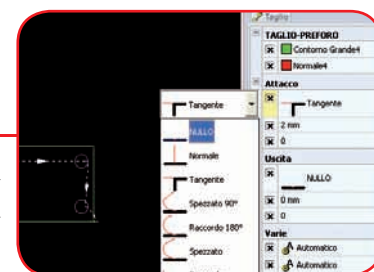 Taglio
TAGLIO-PREFORO
Contorno Grande4
Normale4
Attacco
Tangente
2 mm
0
Uscita
NULLO
0 mm
0
Varie
Automatico
Automatico
Tangente
NULLO
Normale
Tangente
Spezzato 90°
Raccordo 180°
Spezzato